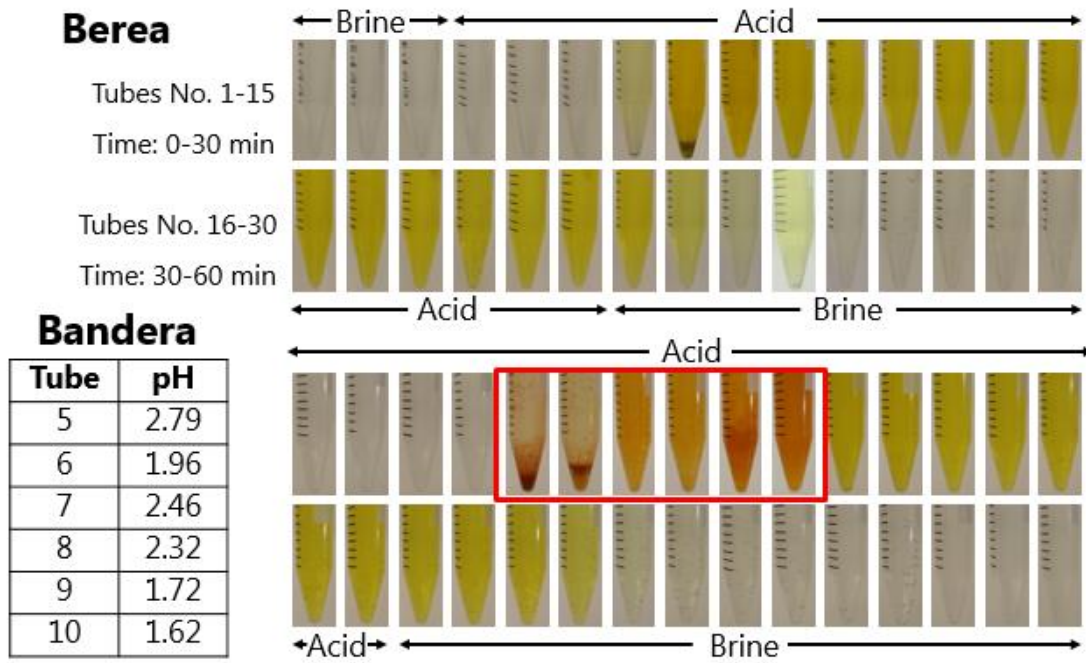 Berea
Brine Acid
Tubes No. 1-15
Time: 0-30 min
Tubes No. 16-30
Time: 30-60 min
Acid Brine
Bandera
Acid
Tube pH
5 2.79
6 1.96
7 2.46
8 2.32
9 1.72
10 1.62
Acid Brine